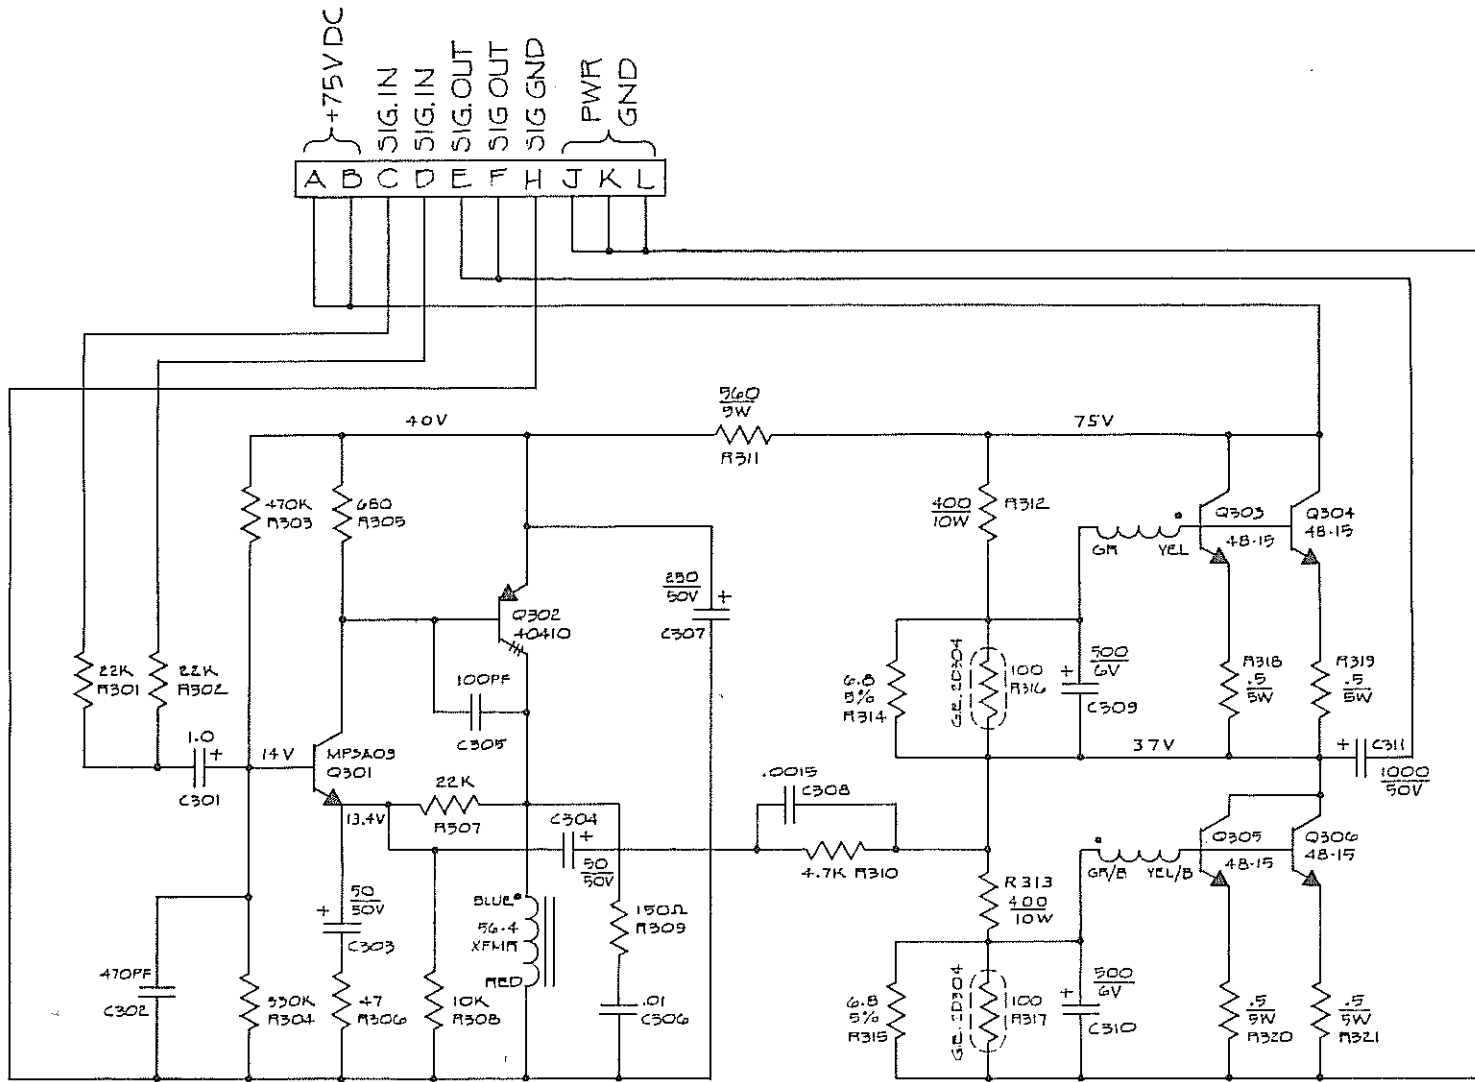 +75VDC
SIG.IN
SIG.IN
SIG.OUT
SIG OUT
SIG GND
PWR
GND
A B C D E F H J K L
40V
560
5W
R311
75V
470K
R303
680
R305
400
10W
R312
GR
YEL
Q303
48-15
Q304
48-15
250
50V
+
C307
Q302
40410
22K
R301
22K
R302
100PF
C305
6.8
5%
R314
G.E. 2D304
100
R316
+
500
6V
C309
R318
.5
5W
R319
.5
5W
1.0
+
C301
14V
MPSA09
Q301
37V
+
C311
1000
50V
13.4V
22K
R307
C304
+
50
50V
.0015
C308
4.7K R310
GR/B
YEL/B
Q305
48-15
Q306
48-15
R313
400
10W
50
50V
+
C303
BLUE
56-4
XFMR
RED
150Ω
R309
470PF
C302
330K
R304
47
R306
10K
R308
.01
C306
6.8
5%
R315
G.E. 2D304
100
R317
500
6V
+
C310
.5
5W
R320
.5
5W
R321